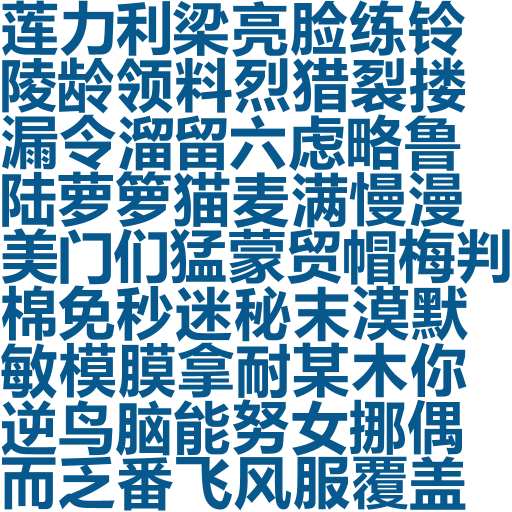 莲力利梁亮脸练铃
陵龄领料烈猎裂搂
漏令溜留六虑略鲁
陆萝箩猫麦满慢漫
美门们猛蒙贸帽梅判
棉免秒迷秘末漠默
敏模膜拿耐某木你
逆鸟脑能努女挪偶
而之番飞风服覆盖